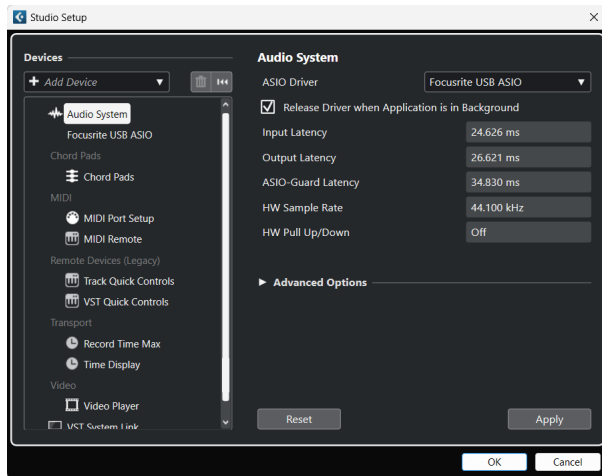 Studio Setup
Devices
Add Device
Audio System
Focusrite USB ASIO
Chord Pads
Chord Pads
MIDI
MIDI Port Setup
MIDI Remote
Remote Devices (Legacy)
Track Quick Controls
VST Quick Controls
Transport
Record Time Max
Time Display
Video
Video Player
VST System Link
Audio System
ASIO Driver Focusrite USB ASIO
Release Driver when Application is in Background
Input Latency 24.626 ms
Output Latency 26.621 ms
ASIO-Guard Latency 34.830 ms
HW Sample Rate 44.100 kHz
HW Pull Up/Down Off
Advanced Options
Reset Apply
OK Cancel